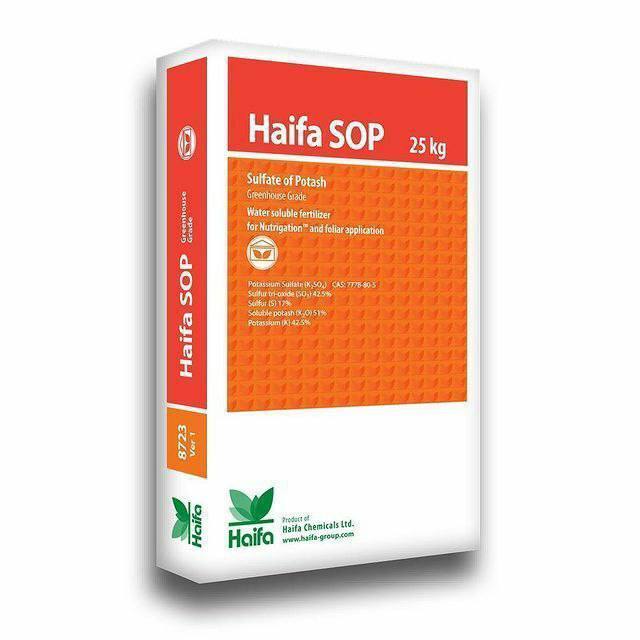 Haifa SOP 25 kg
Sulfate of Potash
Greenhouse Grade
Water soluble fertilizer
for Nutrigation™ and foliar application
Potassium Sulfate (K₂SO₄) CAS: 7778-80-5
Sulfur tri-oxide (SO₃) 42.5%
Sulfur (S) 17%
Soluble potash (K₂O) 51%
Potassium (K) 42.5%
Haifa
Product of
Haifa Chemicals Ltd.
www.haifa-group.com
Haifa SOP
Greenhouse
Grade
8723
Ver 1
Haifa